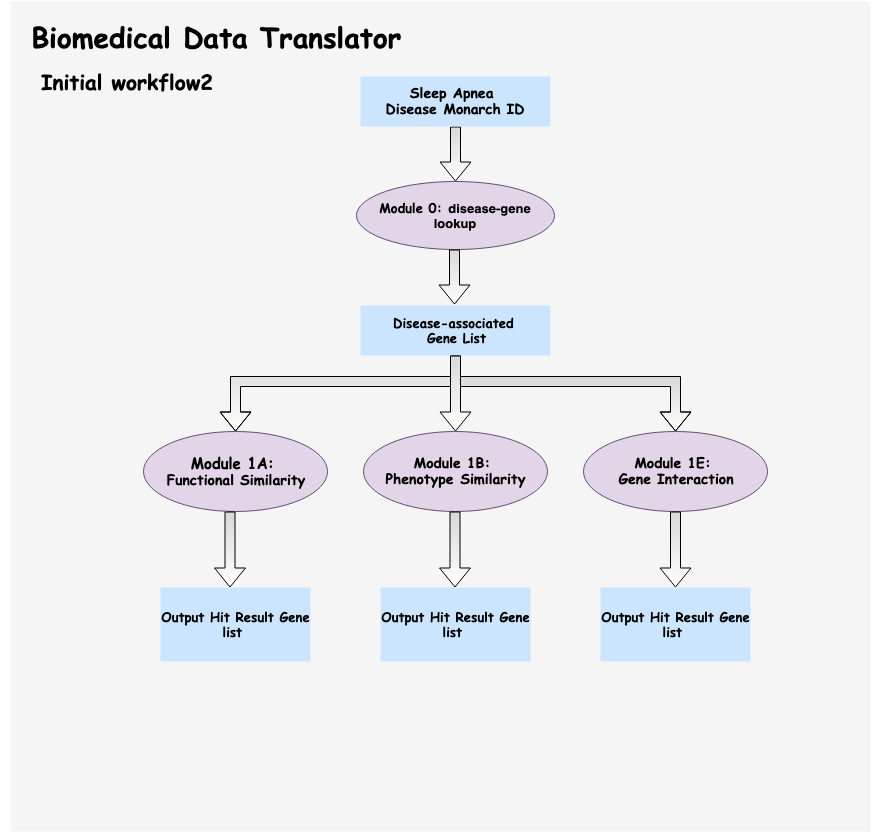 Biomedical Data Translator
Initial workflow2
Sleep Apnea
Disease Monarch ID
Module 0: disease-gene
lookup
Disease-associated
Gene List
Module 1A:
Functional Similarity
Module 1B:
Phenotype Similarity
Module 1E:
Gene Interaction
Output Hit Result Gene
list
Output Hit Result Gene
list
Output Hit Result Gene
list